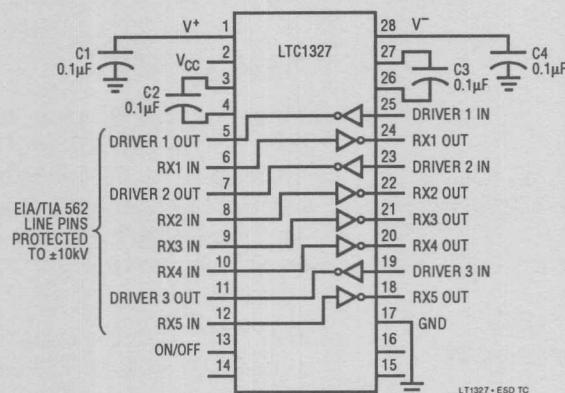 V+ 1 28 V−
C1 0.1µF
2 LTC1327 27 C4 0.1µF
VCC
3 26 C3 0.1µF
C2 0.1µF
4 25 DRIVER 1 IN
DRIVER 1 OUT 5 24 RX1 OUT
RX1 IN 6 23 DRIVER 2 IN
DRIVER 2 OUT 7 22 RX2 OUT
RX2 IN 8 21 RX3 OUT
RX3 IN 9 20 RX4 OUT
RX4 IN 10 19 DRIVER 3 IN
DRIVER 3 OUT 11 18 RX5 OUT
RX5 IN 12 17 GND
ON/OFF 13 16
14 15
EIA/TIA 562
LINE PINS
PROTECTED
TO ±10kV
LT1327 • ESD TC